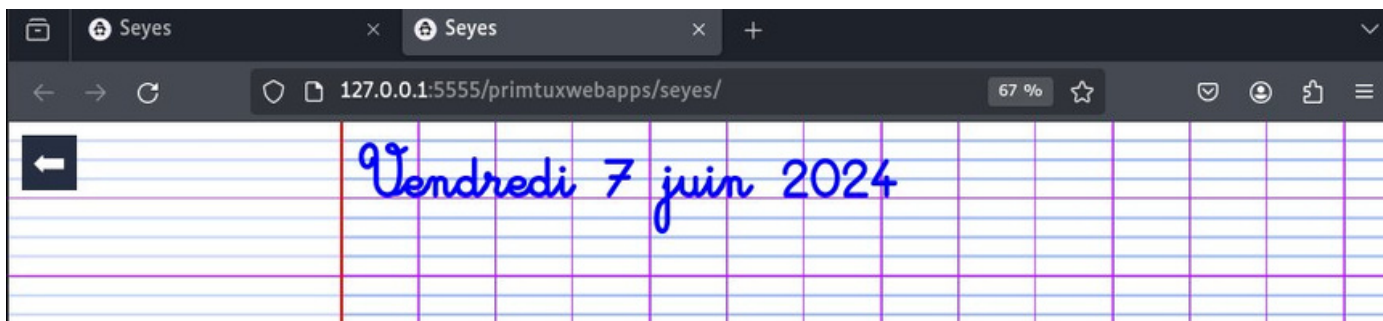 Seyes
Seyes
127.0.0.1:5555/primtuxwebapps/seyes/
67 %
Vendredi 7 juin 2024